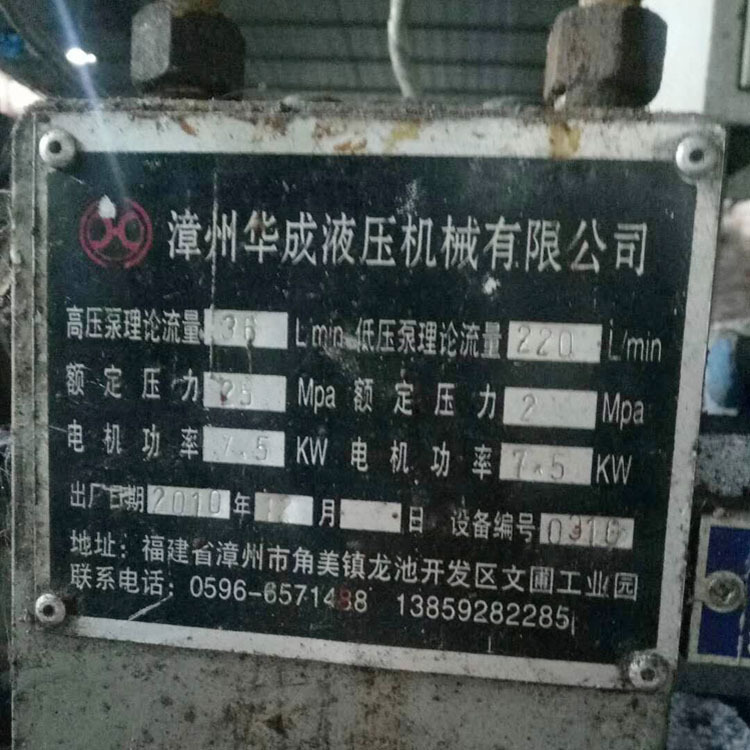 漳州华成液压机械有限公司
高压泵理论流量 36 L/min 低压泵理论流量 220 L/min
额定压力 25 Mpa 额定压力 2 Mpa
电机功率 7.5 KW 电机功率 7.5 KW
出厂日期 2010 年 12 月 日 设备编号 0316
地址：福建省漳州市角美镇龙池开发区文圃工业园
联系电话：0596-6571488 13859282285